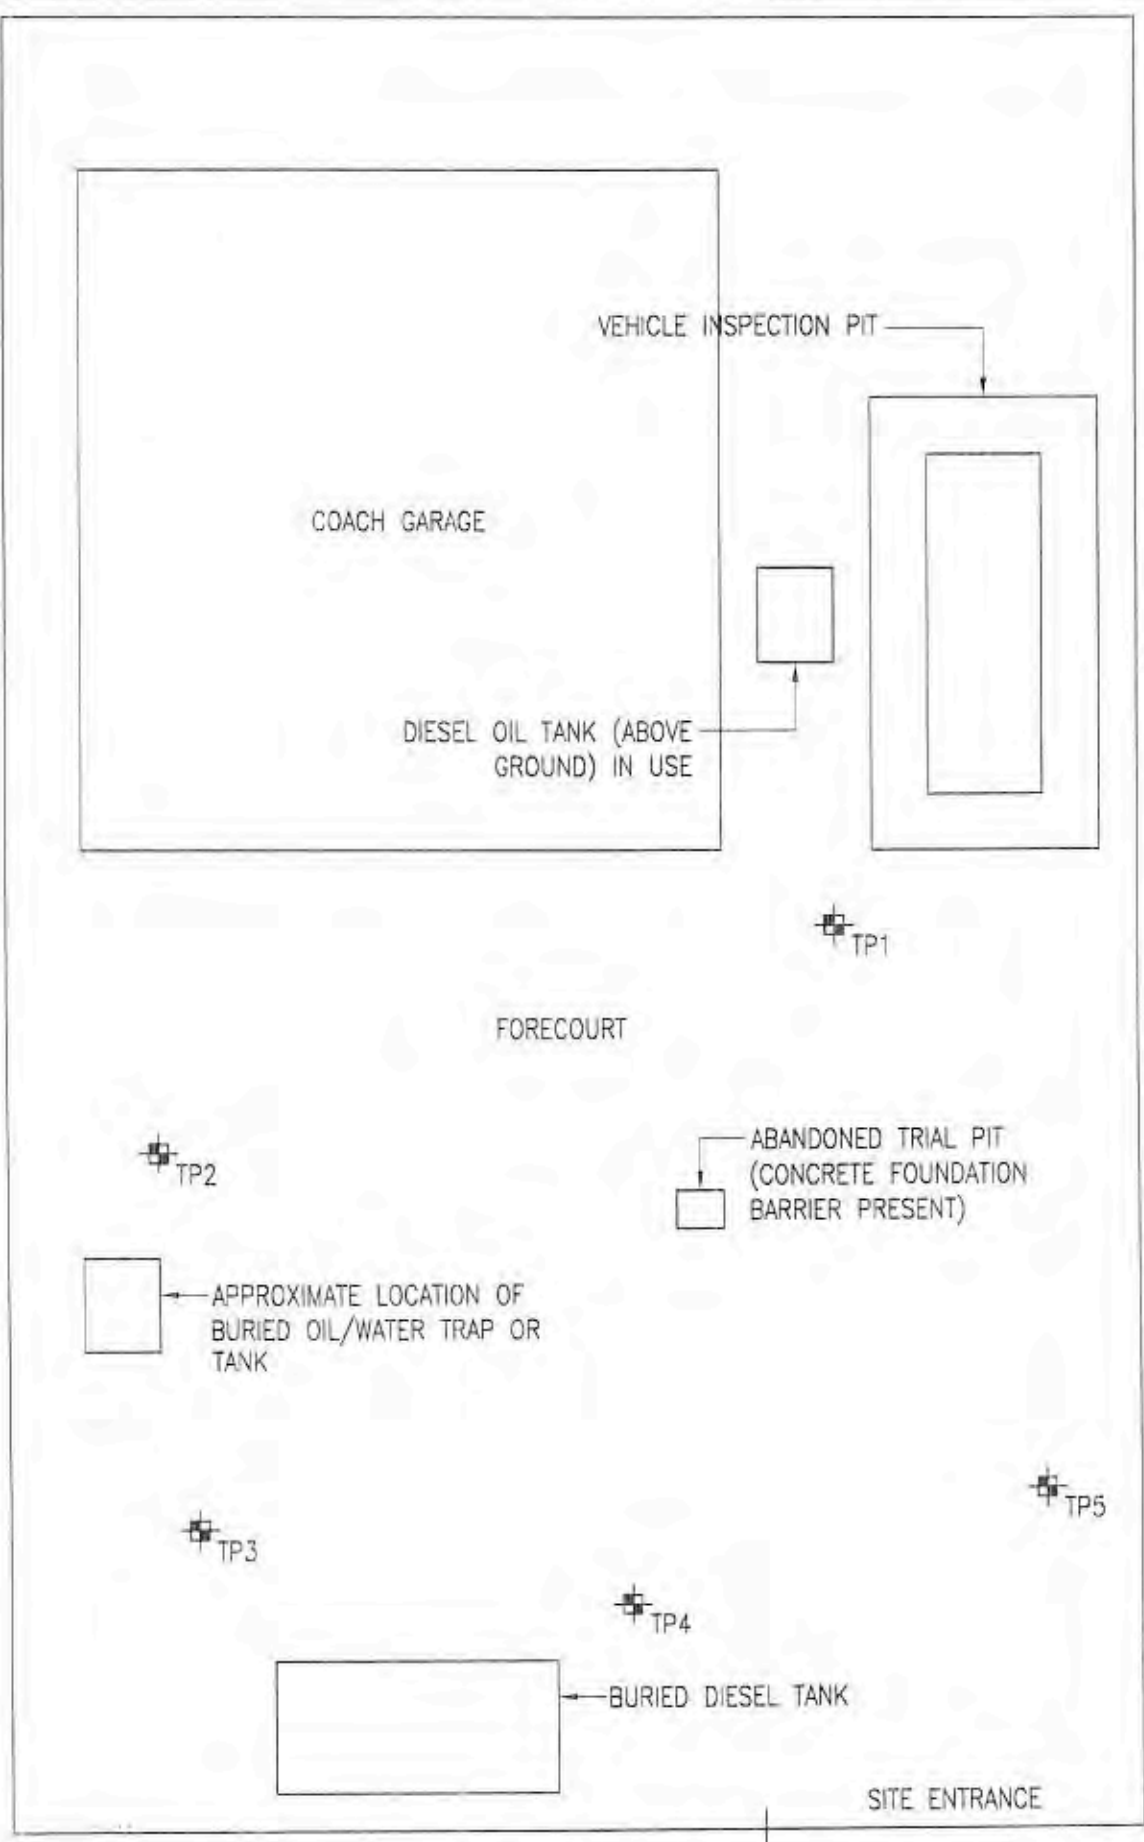 VEHICLE INSPECTION PIT
COACH GARAGE
DIESEL OIL TANK (ABOVE
GROUND) IN USE
TP1
FORECOURT
ABANDONED TRIAL PIT
(CONCRETE FOUNDATION
BARRIER PRESENT)
TP2
APPROXIMATE LOCATION OF
BURIED OIL/WATER TRAP OR
TANK
TP5
TP3
TP4
BURIED DIESEL TANK
SITE ENTRANCE